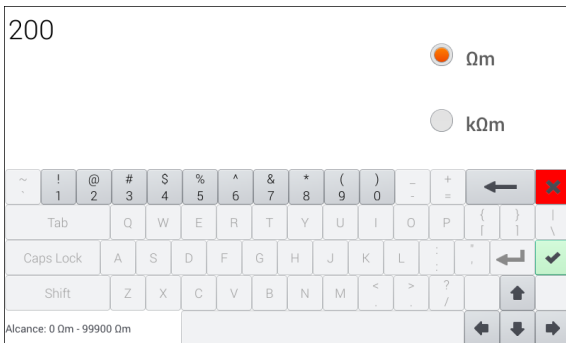 200
Ωm
kΩm
~ ! @ # $ % ^ & * ( ) _ +
` 1 2 3 4 5 6 7 8 9 0 - =
Tab Q W E R T Y U I O P { } |
[ ] \
Caps Lock A S D F G H J K L : "
; '
Shift Z X C V B N M < > ?
, . /
Alcance: 0 Ωm - 99900 Ωm